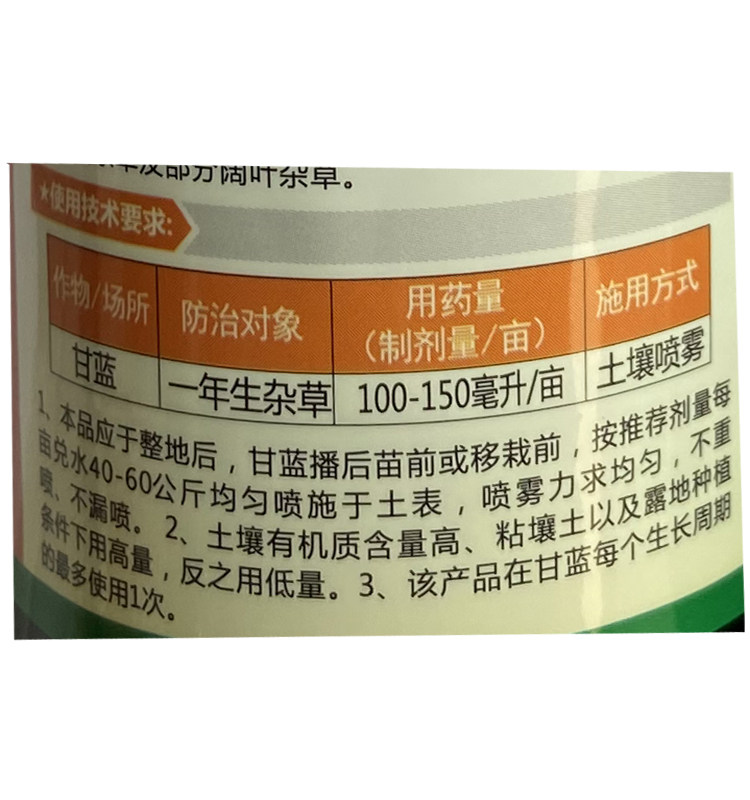 及部分阔叶杂草。
★使用技术要求:
作物/场所 防治对象 用药量(制剂量/亩) 施用方式
甘蓝 一年生杂草 100-150毫升/亩 土壤喷雾
1、本品应于整地后，甘蓝播后苗前或移栽前，按推荐剂量每
亩兑水40-60公斤均匀喷施于土表，喷雾力求均匀，不重
喷、不漏喷。2、土壤有机质含量高、粘壤土以及露地种植
条件下用高量，反之用低量。3、该产品在甘蓝每个生长周期
的最多使用1次。